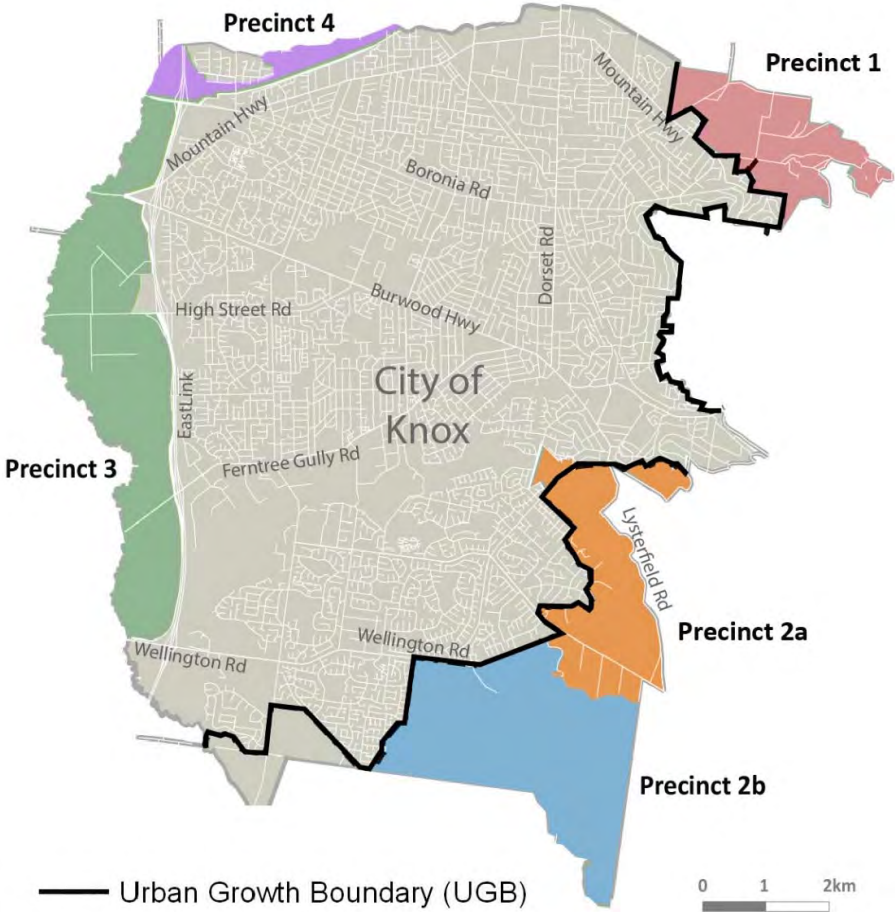 Precinct 4
Precinct 1
Mountain Hwy
Mountain Hwy
Boronia Rd
Dorset Rd
Burwood Hwy
High Street Rd
EastLink
City of
Knox
Precinct 3
Ferntree Gully Rd
Lysterfield Rd
Precinct 2a
Wellington Rd
Wellington Rd
Precinct 2b
Urban Growth Boundary (UGB)
0 1 2km